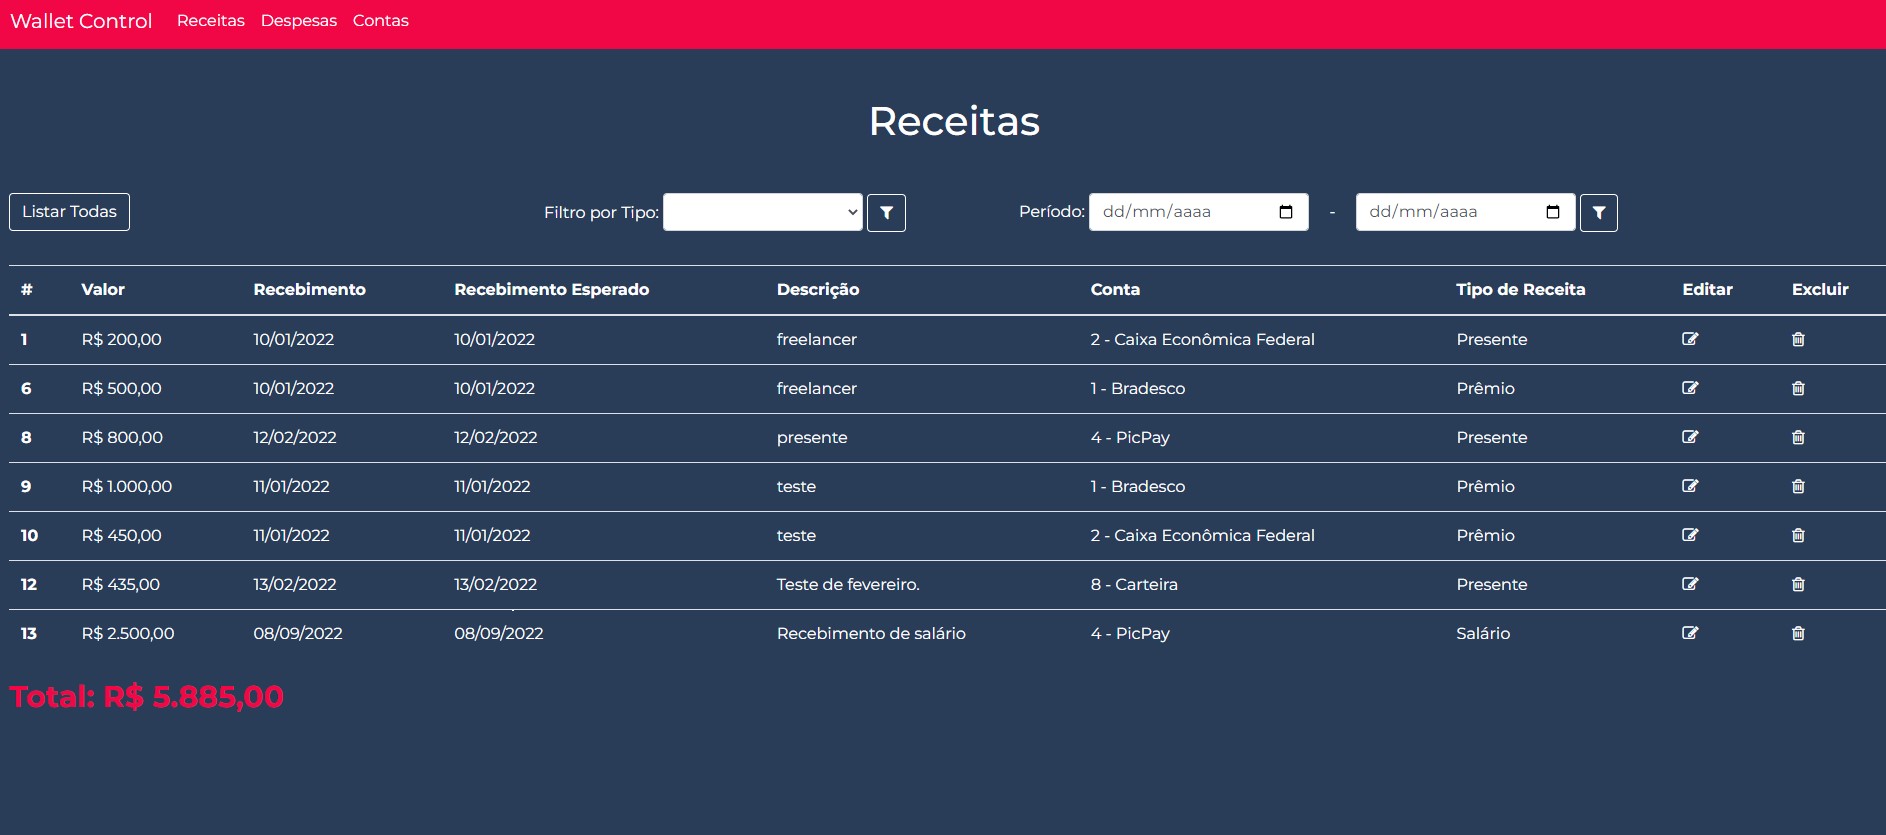 Wallet Control Receitas Despesas Contas
Receitas
Listar Todas Filtro por Tipo: Período: dd/mm/aaaa - dd/mm/aaaa
# Valor Recebimento Recebimento Esperado Descrição Conta Tipo de Receita Editar Excluir
1 R$ 200,00 10/01/2022 10/01/2022 freelancer 2 - Caixa Econômica Federal Presente
6 R$ 500,00 10/01/2022 10/01/2022 freelancer 1 - Bradesco Prêmio
8 R$ 800,00 12/02/2022 12/02/2022 presente 4 - PicPay Presente
9 R$ 1.000,00 11/01/2022 11/01/2022 teste 1 - Bradesco Prêmio
10 R$ 450,00 11/01/2022 11/01/2022 teste 2 - Caixa Econômica Federal Prêmio
12 R$ 435,00 13/02/2022 13/02/2022 Teste de fevereiro. 8 - Carteira Presente
13 R$ 2.500,00 08/09/2022 08/09/2022 Recebimento de salário 4 - PicPay Salário
Total: R$ 5.885,00